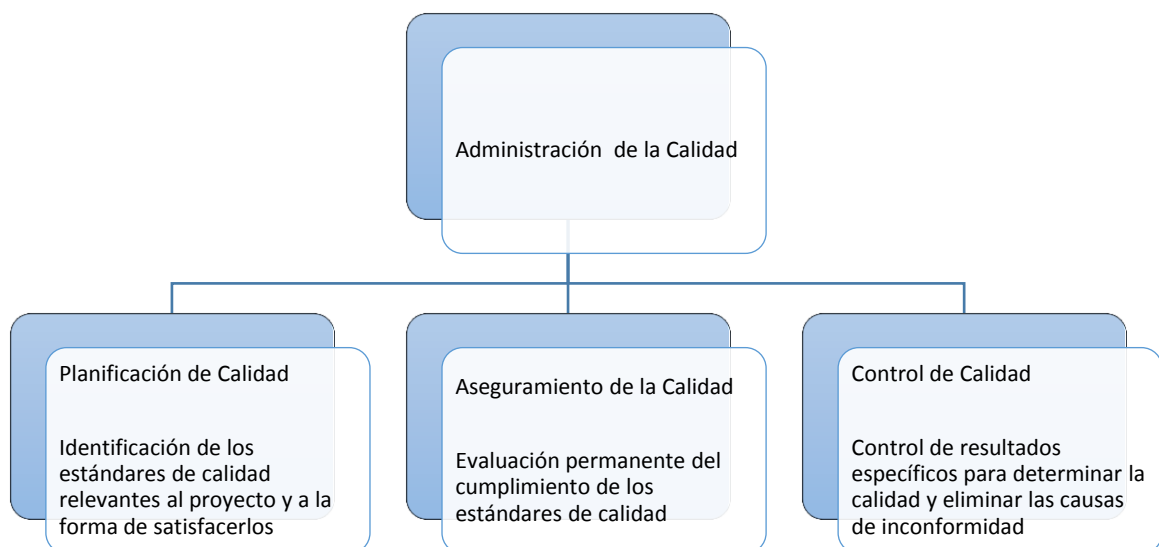 Administración  de la Calidad
Planificación de Calidad
Identificación de los
estándares de calidad
relevantes al proyecto y a la
forma de satisfacerlos
Aseguramiento de la Calidad
Evaluación permanente del
cumplimiento de los
estándares de calidad
Control de Calidad
Control de resultados
específicos para determinar la
calidad y eliminar las causas
de inconformidad